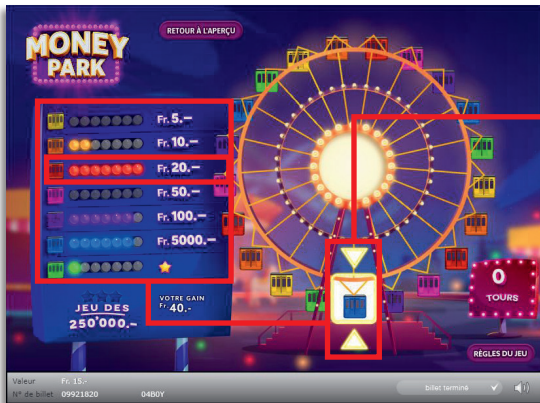 MONEY
PARK
RETOUR À L'APERÇU
Fr. 5.–
Fr. 10.–
Fr. 20.–
Fr. 50.–
Fr. 100.–
Fr. 5000.–
JEU DES
250'000.–
VOTRE GAIN
Fr. 40.-
0
TOURS
RÈGLES DU JEU
Valeur Fr. 15.-
N° de billet 09921820 04B0Y
billet terminé